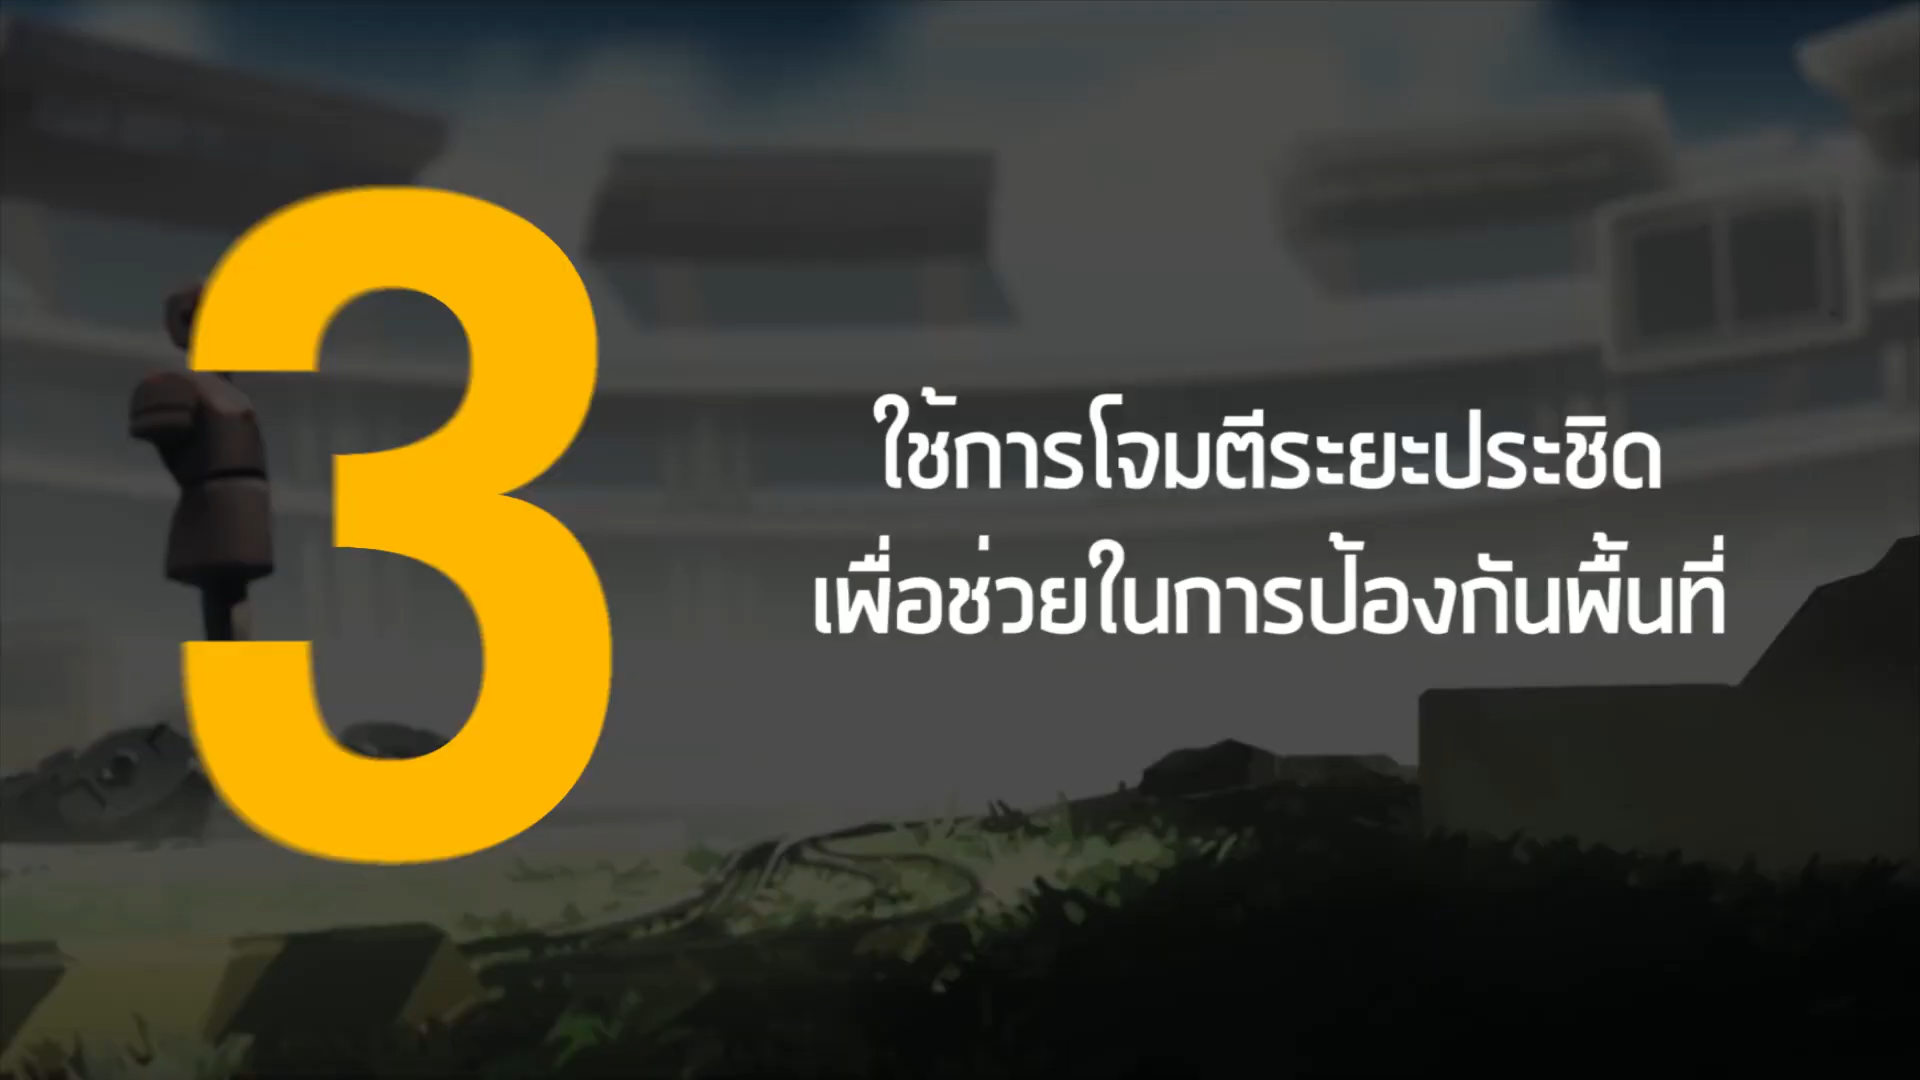 3
ใช้การโจมตีระยะประชิด
เพื่อช่วยในการป้องกันพื้นที่